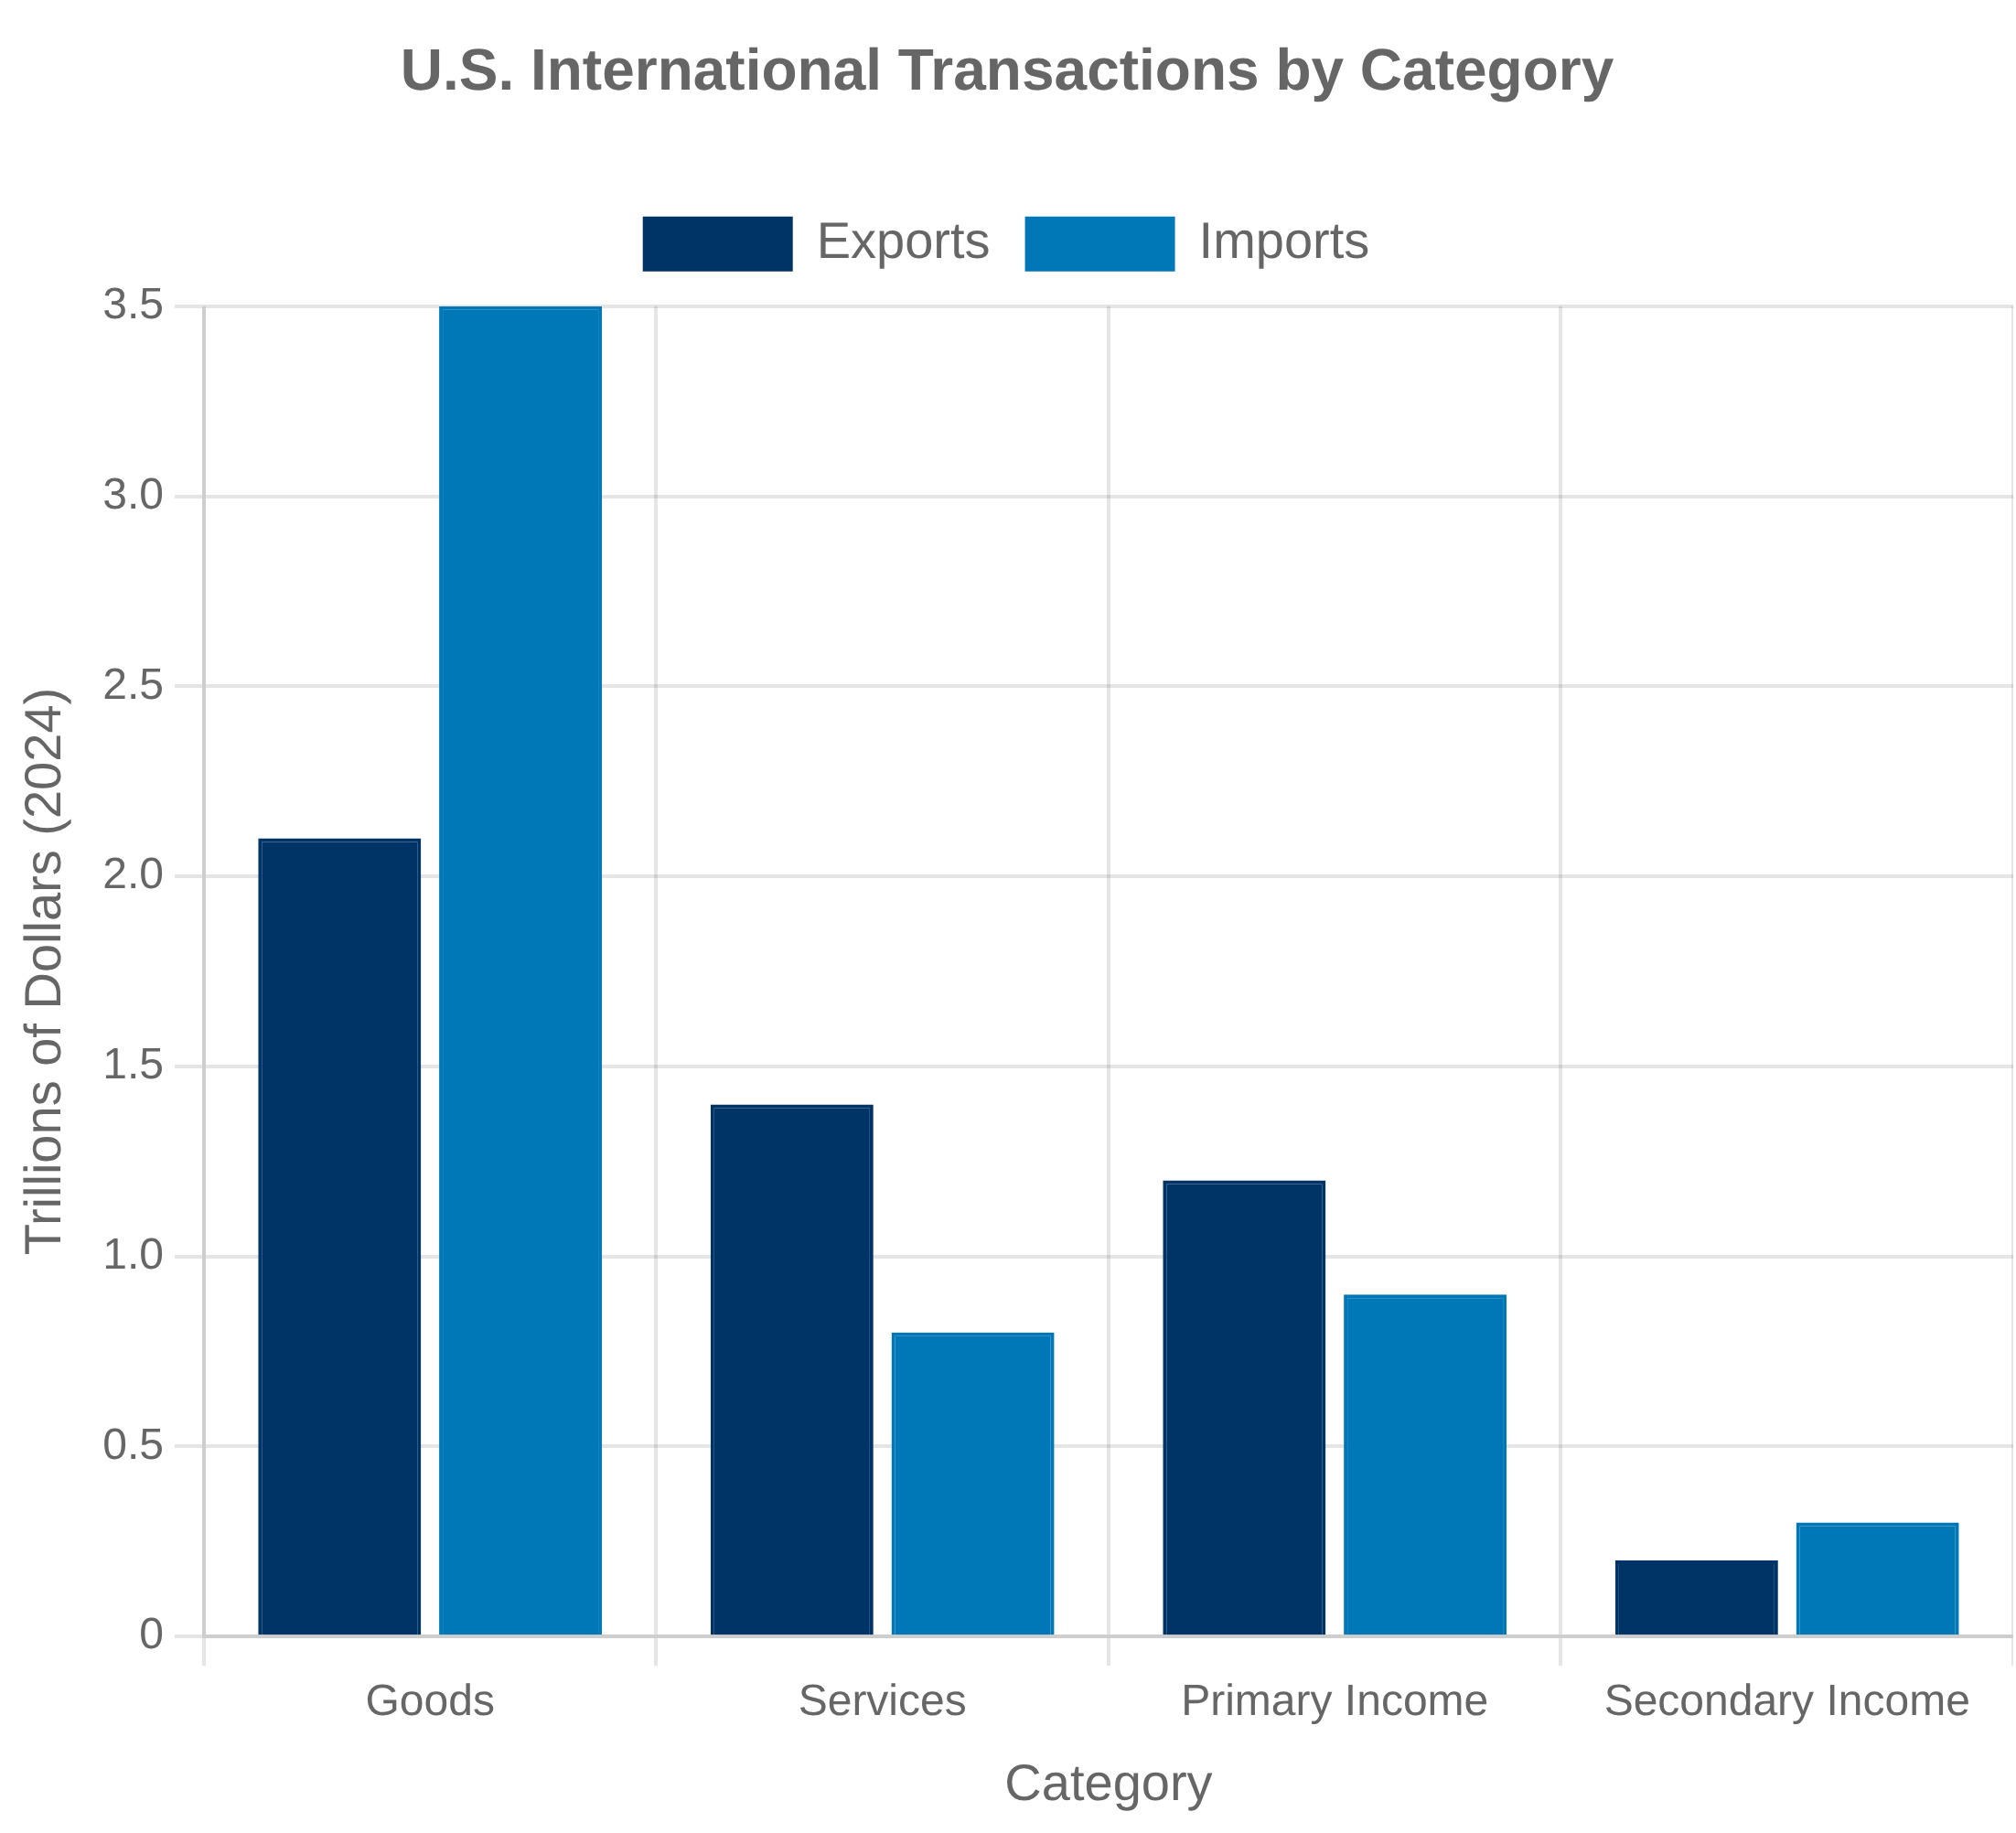 U.S. International Transactions by Category
Exports Imports
3.5
3.0
2.5
2.0
1.5
1.0
0.5
0
Trillions of Dollars (2024)
Goods Services Primary Income Secondary Income
Category